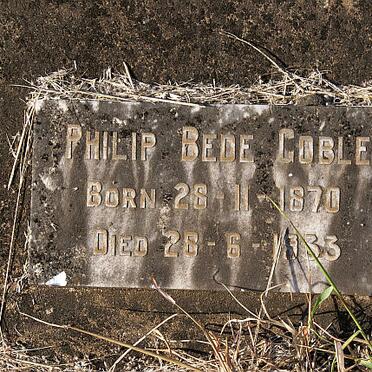 PHILIP BEDE COBLE
BORN 28-11-1870
DIED 28-6-1933